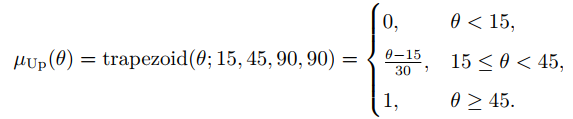 μ_Up(θ) = trapezoid(θ; 15, 45, 90, 90) = { 0, θ < 15,
(θ−15)/30, 15 ≤ θ < 45,
1, θ ≥ 45.